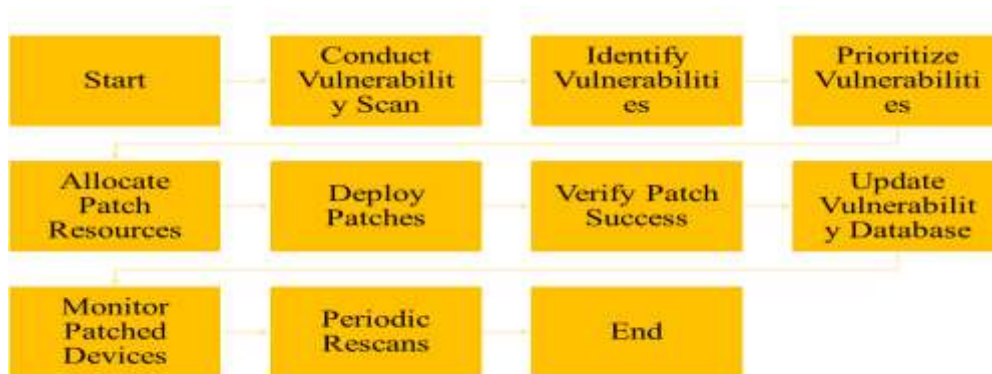 Start
Conduct
Vulnerabilit
y Scan
Identify
Vulnerabiliti
es
Prioritize
Vulnerabiliti
es
Allocate
Patch
Resources
Deploy
Patches
Verify Patch
Success
Update
Vulnerabilit
y Database
Monitor
Patched
Devices
Periodic
Rescans
End